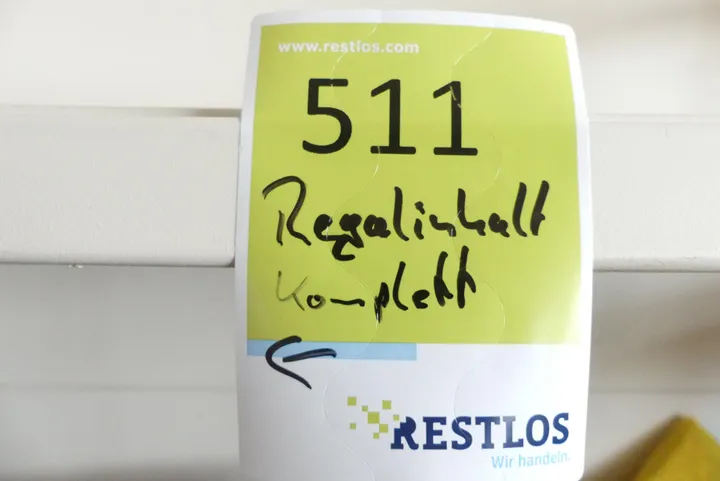 www.restlos.com
511
Regalinhalt
Komplett
RESTLOS
Wir handeln.